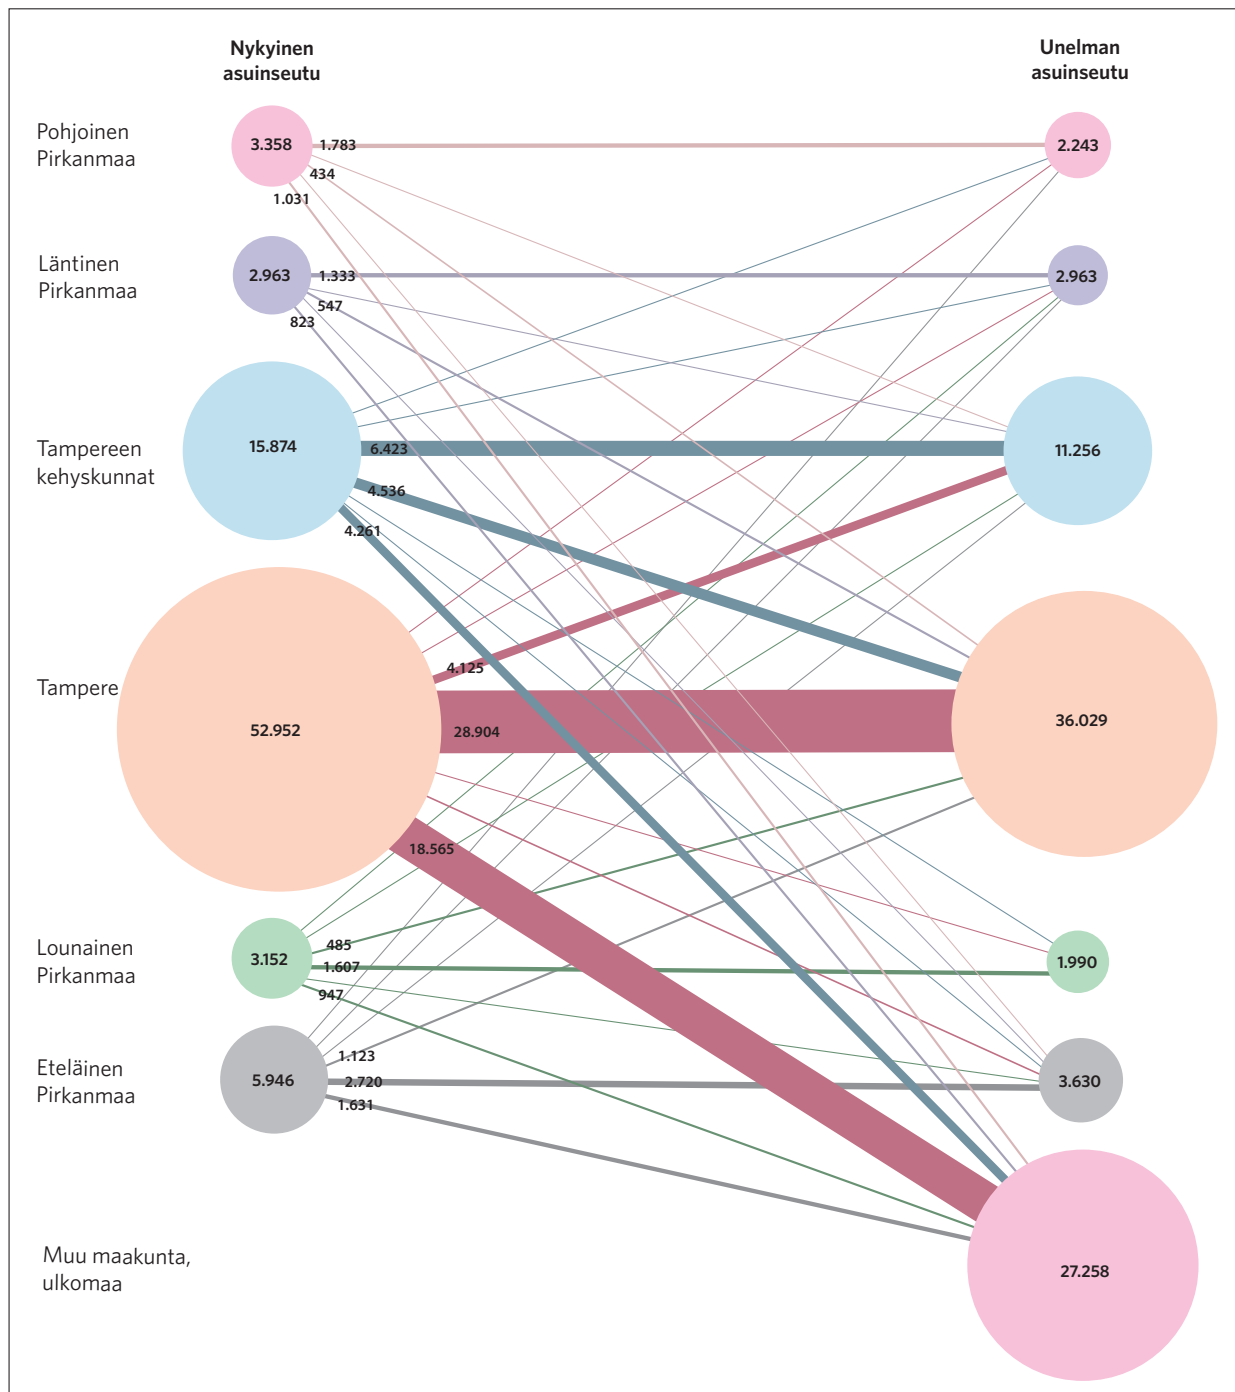 Nykyinen
asuinseutu
Unelman
asuinseutu
Pohjoinen
Pirkanmaa
3.358
1.783
434
1.031
2.243
Läntinen
Pirkanmaa
2.963
1.333
547
823
2.963
Tampereen
kehyskunnat
15.874
6.423
4.536
4.261
11.256
Tampere
52.952
4.125
28.904
18.565
36.029
Lounainen
Pirkanmaa
3.152
485
1.607
947
1.990
Eteläinen
Pirkanmaa
5.946
1.123
2.720
1.631
3.630
Muu maakunta,
ulkomaa
27.258